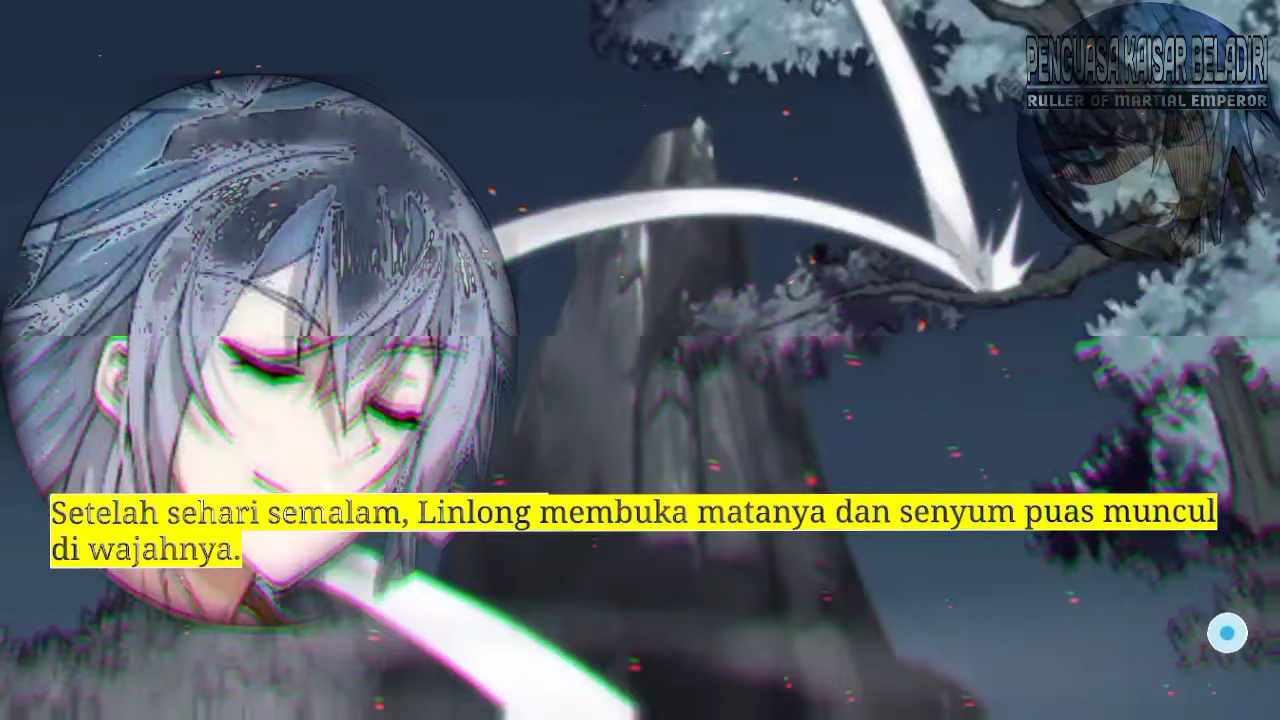 PENGUASA KAISAR BELADIRI
RULLER OF MARTIAL EMPEROR
Setelah sehari semalam, Linlong membuka matanya dan senyum puas muncul
di wajahnya.